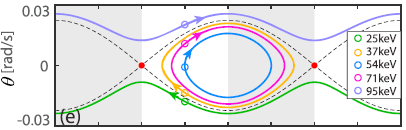 0.03
θ̇ [rad/s]
0
-0.03
(e)
25keV
37keV
54keV
71keV
95keV